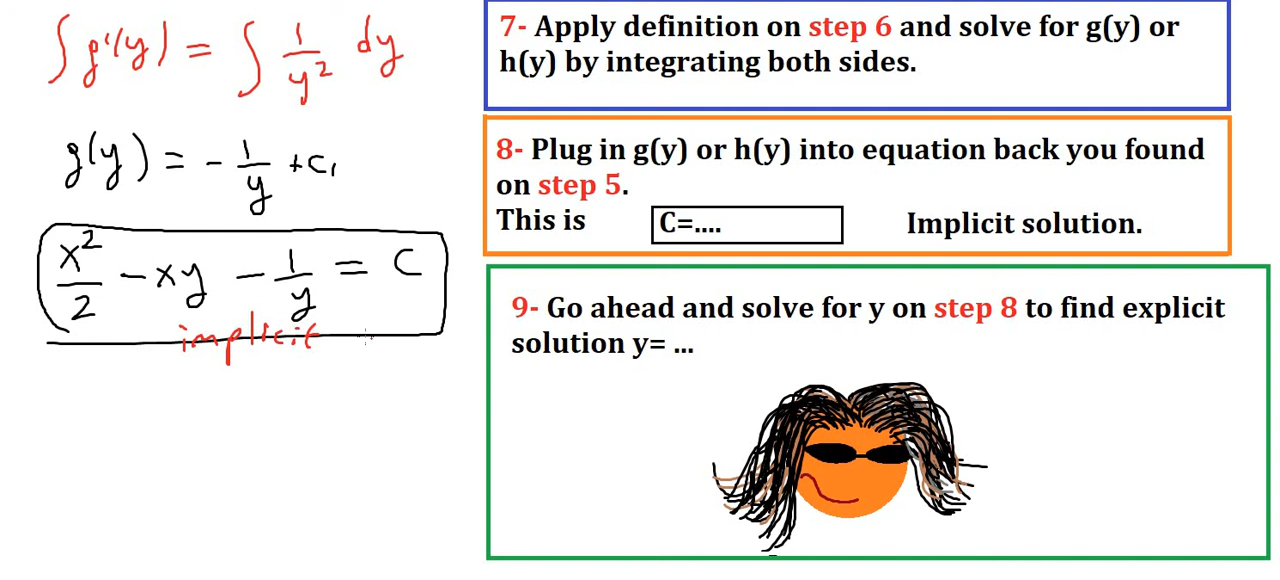 ∫ g'(y) = ∫ 1/y² dy
g(y) = - 1/y + C₁
x²/2 - xy - 1/y = C
implicit
7- Apply definition on step 6 and solve for g(y) or
h(y) by integrating both sides.
8- Plug in g(y) or h(y) into equation back you found
on step 5.
This is C=.... Implicit solution.
9- Go ahead and solve for y on step 8 to find explicit
solution y= ...